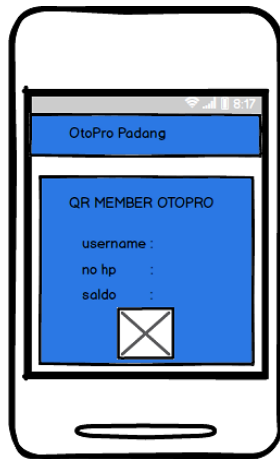 8:17
OtoPro Padang
QR MEMBER OTOPRO
username :
no hp :
saldo :